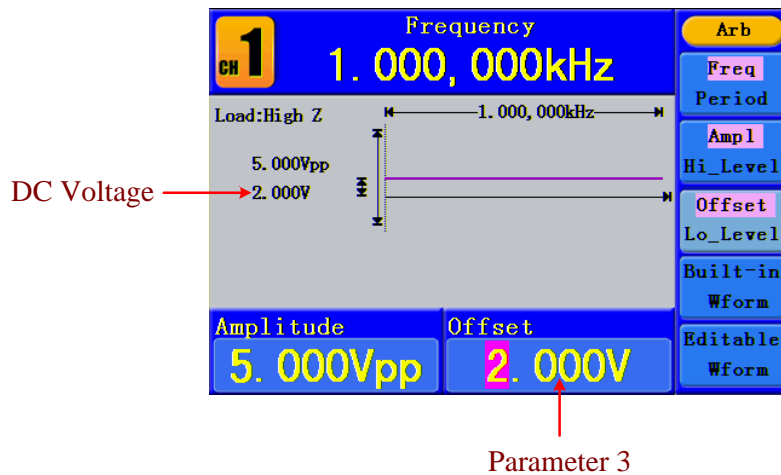 CH 1
Frequency
1.000,000kHz
Arb
Freq
Period
Ampl
Hi_Level
Offset
Lo_Level
Built-in
Wform
Editable
Wform
Load:High Z
1.000,000kHz
5.000Vpp
2.000V
DC Voltage
Amplitude
5.000Vpp
Offset
2.000V
Parameter 3